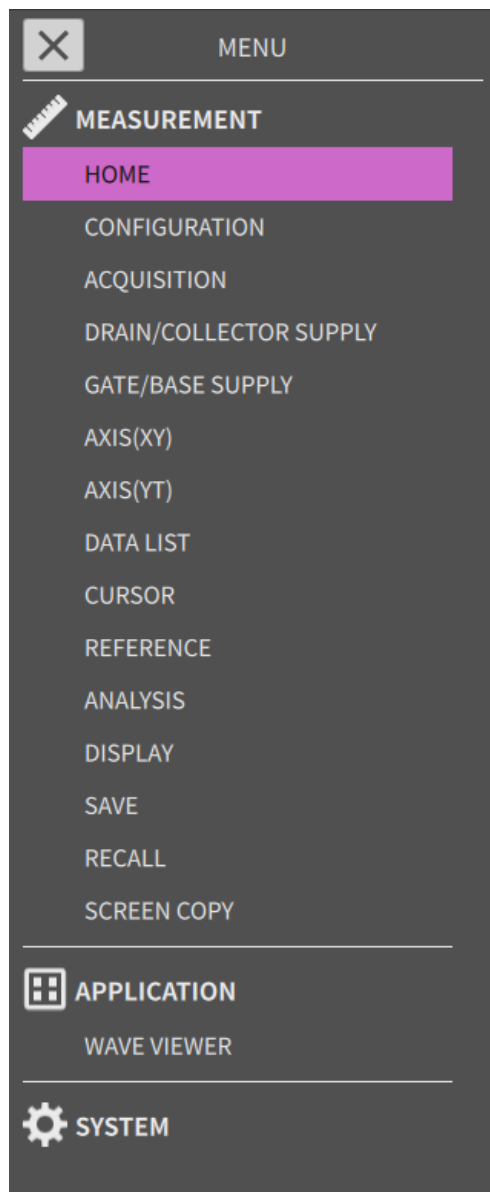 MENU
MEASUREMENT
HOME
CONFIGURATION
ACQUISITION
DRAIN/COLLECTOR SUPPLY
GATE/BASE SUPPLY
AXIS(XY)
AXIS(YT)
DATA LIST
CURSOR
REFERENCE
ANALYSIS
DISPLAY
SAVE
RECALL
SCREEN COPY
APPLICATION
WAVE VIEWER
SYSTEM